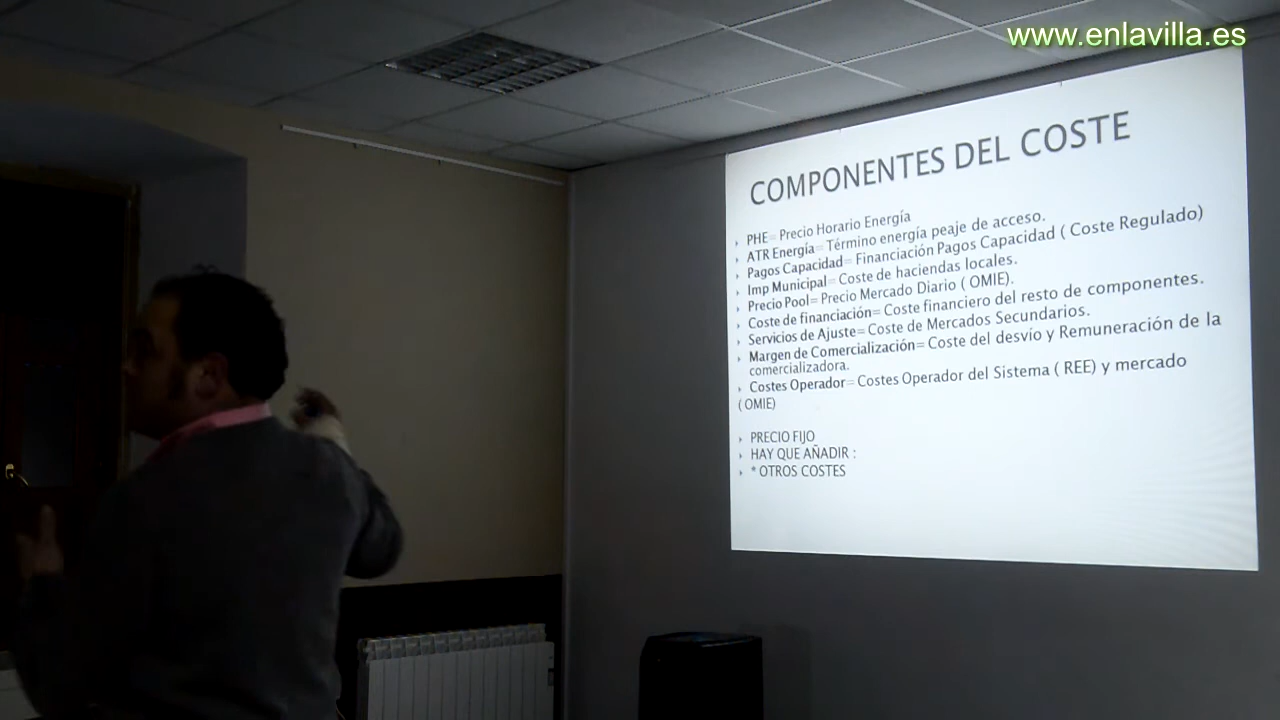 www.enlavilla.es
COMPONENTES DEL COSTE
PHE= Precio Horario Energía
ATR Energía= Término energía peaje de acceso.
Pagos Capacidad= Financiación Pagos Capacidad ( Coste Regulado)
Imp Municipal= Coste de haciendas locales.
Precio Pool= Precio Mercado Diario ( OMIE).
Coste de financiación= Coste financiero del resto de componentes.
Servicios de Ajuste= Coste de Mercados Secundarios.
Margen de Comercialización= Coste del desvío y Remuneración de la
comercializadora.
Costes Operador= Costes Operador del Sistema ( REE) y mercado
( OMIE)
PRECIO FIJO
HAY QUE AÑADIR :
* OTROS COSTES